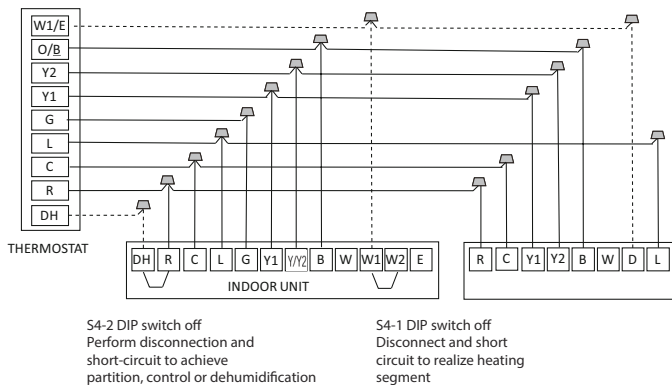 W1/E
O/B
Y2
Y1
G
L
C
R
DH
THERMOSTAT
DH R C L G Y1 Y/Y2 B W W1 W2 E
INDOOR UNIT
R C Y1 Y2 B W D L
S4-2 DIP switch off
Perform disconnection and
short-circuit to achieve
partition, control or dehumidification
S4-1 DIP switch off
Disconnect and short
circuit to realize heating
segment